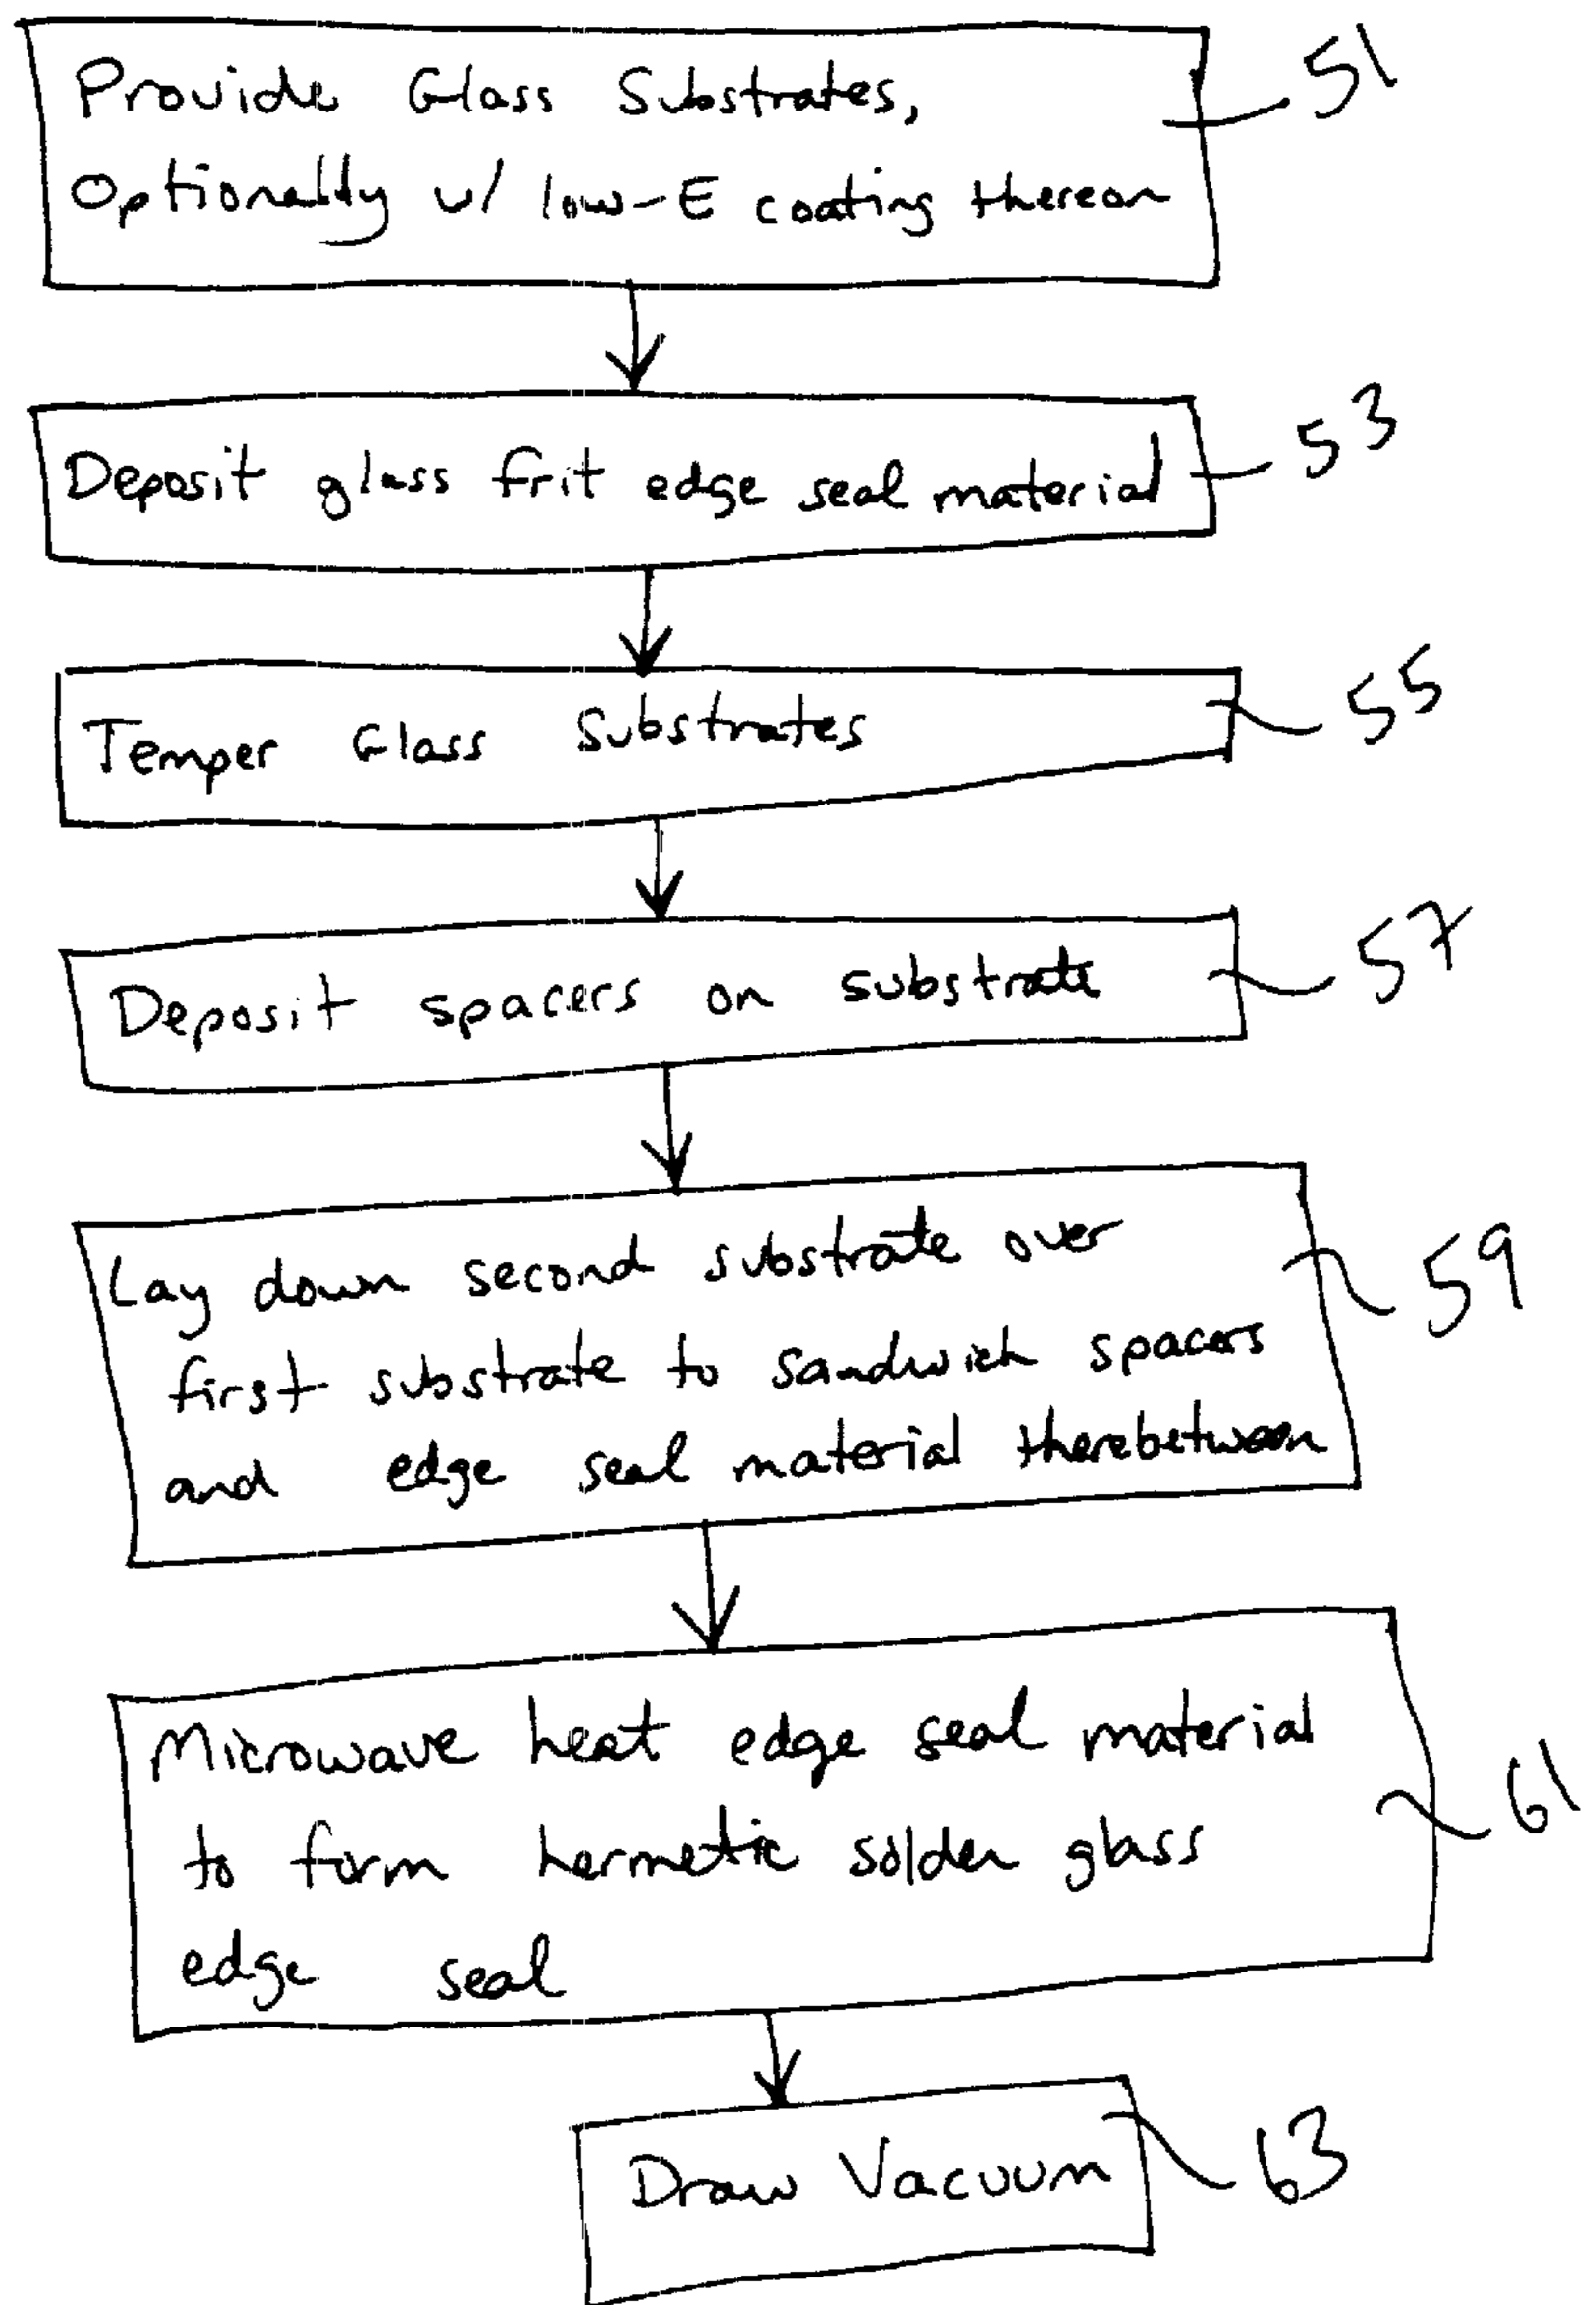 Provide Glass Substrates,
Optionally w/ low-E coating thereon
51
Deposit glass frit edge seal material
53
Temper Glass Substrates
55
Deposit spacers on substrate
57
Lay down second substrate over
first substrate to sandwich spacers
and edge seal material therebetween
59
Microwave heat edge seal material
to form hermetic solder glass
edge seal
61
Draw Vacuum
63